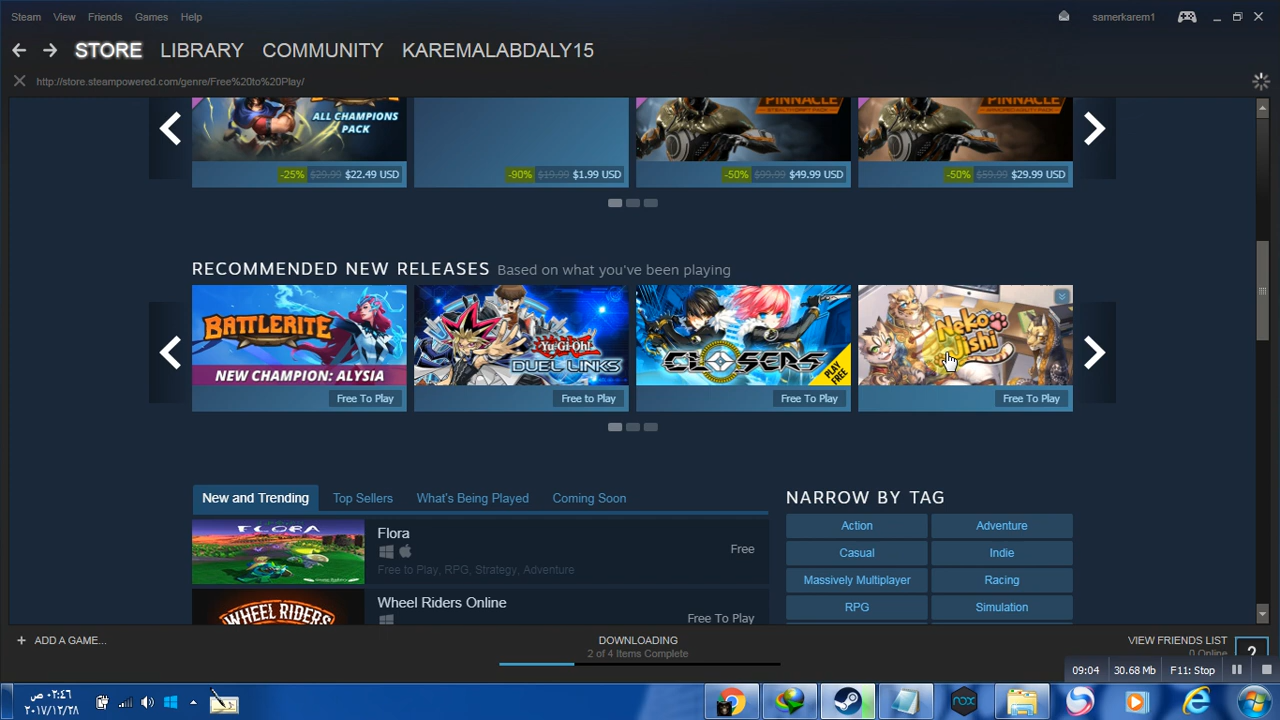 Steam View Friends Games Help samerkarem1
STORE LIBRARY COMMUNITY KAREMALABDALY15
http://store.steampowered.com/genre/Free%20to%20Play/
ALL CHAMPIONS
PACK
PINNACLE
PINNACLE
-25% $29.99 $22.49 USD
-90% $19.99 $1.99 USD
-50% $99.99 $49.99 USD
-50% $59.99 $29.99 USD
RECOMMENDED NEW RELEASES Based on what you've been playing
BATTLERITE
NEW CHAMPION: ALYSIA
Free To Play
Yu-Gi-Oh!
DUEL LINKS
Free to Play
CLOSERS
PLAY FREE
Free To Play
Neko
Free To Play
New and Trending Top Sellers What's Being Played Coming Soon
FLORA
Flora
Free
Free to Play, RPG, Strategy, Adventure
WHEEL RIDERS
Wheel Riders Online
Free To Play
NARROW BY TAG
Action Adventure
Casual Indie
Massively Multiplayer Racing
RPG Simulation
+ ADD A GAME...
DOWNLOADING
2 of 4 Items Complete
VIEW FRIENDS LIST
0 Online
2
09:04 30.68 Mb F11: Stop
nox
٠٢:٤٦ ص
٢٠١٧/١٢/٢٨